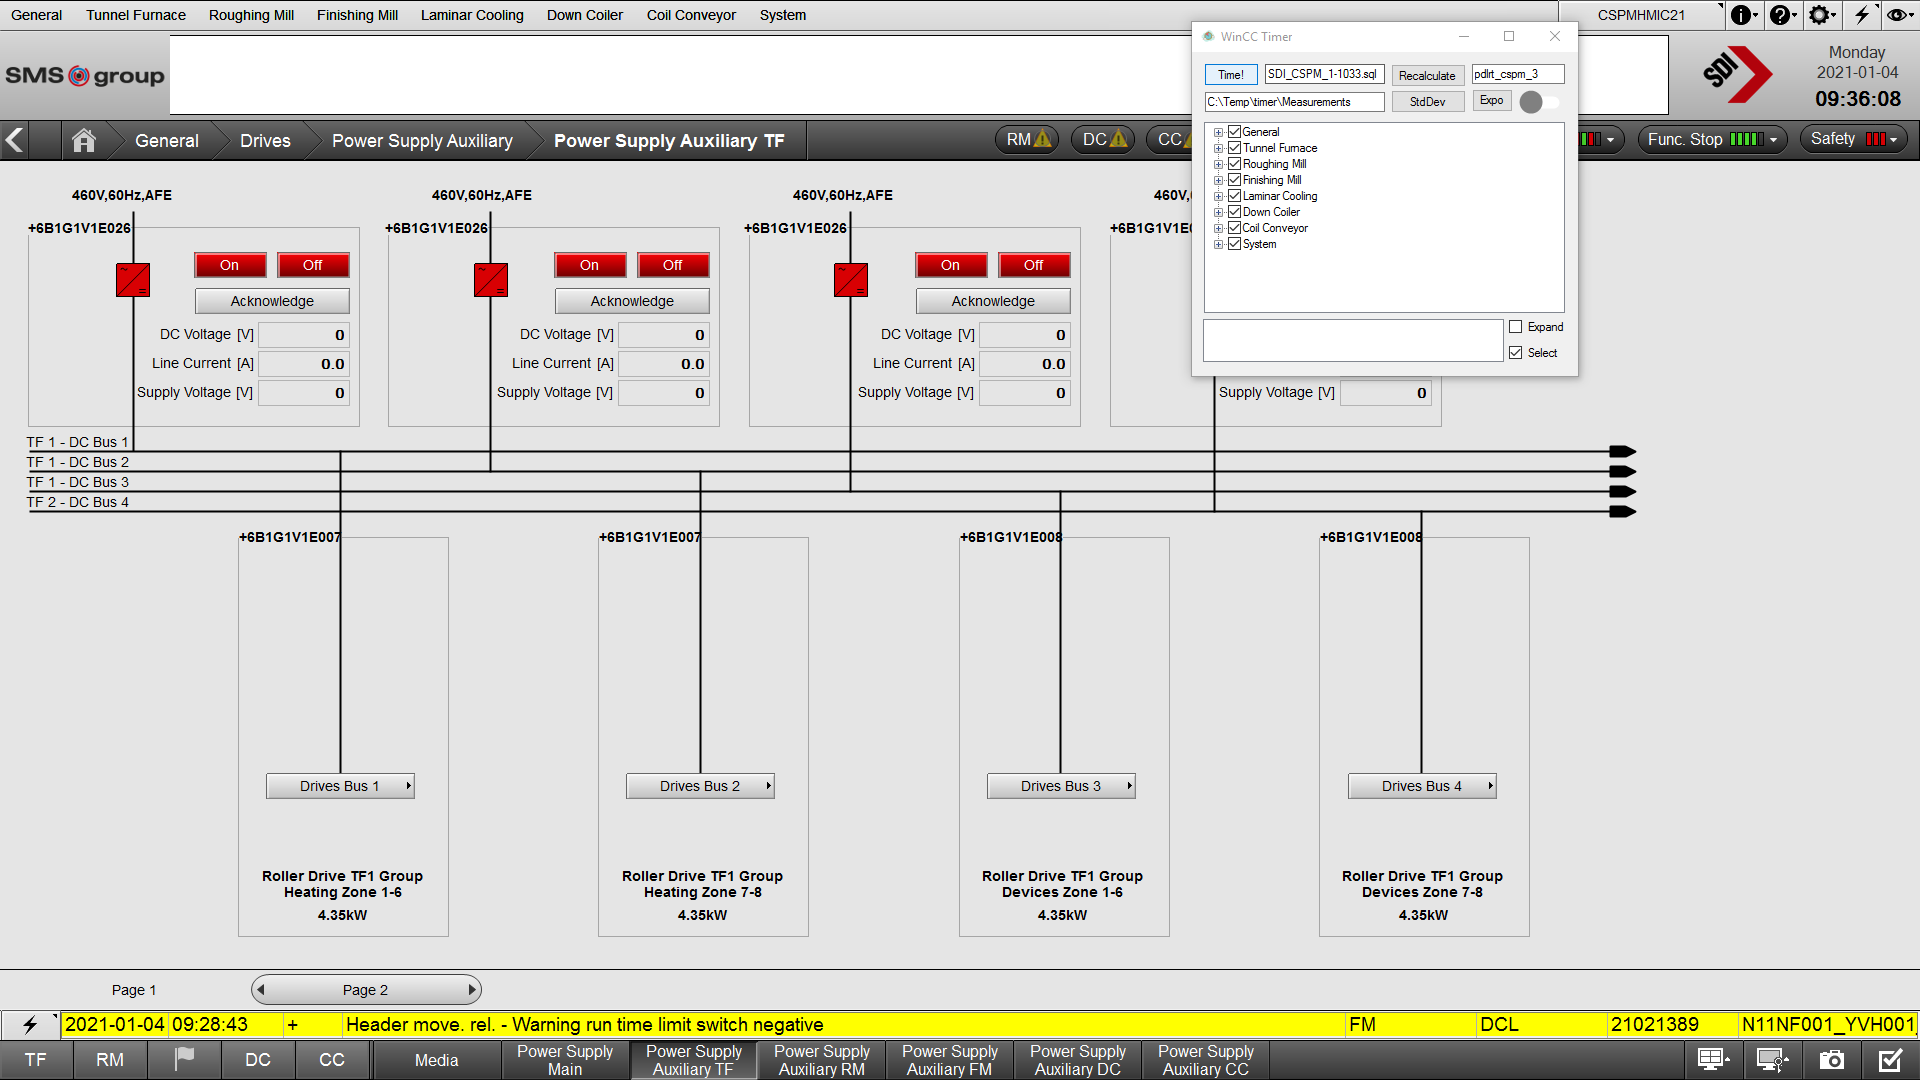 General Tunnel Furnace Roughing Mill Finishing Mill Laminar Cooling Down Coiler Coil Conveyor System CSPMHMIC21
SMS group
SDI
Monday
2021-01-04
09:36:08
WinCC Timer
Time! SDI_CSPM_1-1033.sql Recalculate pdlrt_cspm_3
C:\Temp\timer\Measurements StdDev Expo
General
Tunnel Furnace
Roughing Mill
Finishing Mill
Laminar Cooling
Down Coiler
Coil Conveyor
System
Expand
Select
General Drives Power Supply Auxiliary Power Supply Auxiliary TF RM DC CC Func. Stop Safety
460V,60Hz,AFE 460V,60Hz,AFE 460V,60Hz,AFE 460V,
+6B1G1V1E026 +6B1G1V1E026 +6B1G1V1E026
On Off On Off On Off
Acknowledge Acknowledge Acknowledge
DC Voltage [V] 0 DC Voltage [V] 0 DC Voltage [V] 0
Line Current [A] 0.0 Line Current [A] 0.0 Line Current [A] 0.0
Supply Voltage [V] 0 Supply Voltage [V] 0 Supply Voltage [V] 0 Supply Voltage [V] 0
TF 1 - DC Bus 1
TF 1 - DC Bus 2
TF 1 - DC Bus 3
TF 2 - DC Bus 4
+6B1G1V1E007 +6B1G1V1E007 +6B1G1V1E008 +6B1G1V1E008
Drives Bus 1 Drives Bus 2 Drives Bus 3 Drives Bus 4
Roller Drive TF1 Group Roller Drive TF1 Group Roller Drive TF1 Group Roller Drive TF1 Group
Heating Zone 1-6 Heating Zone 7-8 Devices Zone 1-6 Devices Zone 7-8
4.35kW 4.35kW 4.35kW 4.35kW
Page 1 Page 2
2021-01-04 09:28:43 + Header move. rel. - Warning run time limit switch negative FM DCL 21021389 N11NF001_YVH001
TF RM DC CC Media
Power Supply Main
Power Supply Auxiliary TF
Power Supply Auxiliary RM
Power Supply Auxiliary FM
Power Supply Auxiliary DC
Power Supply Auxiliary CC